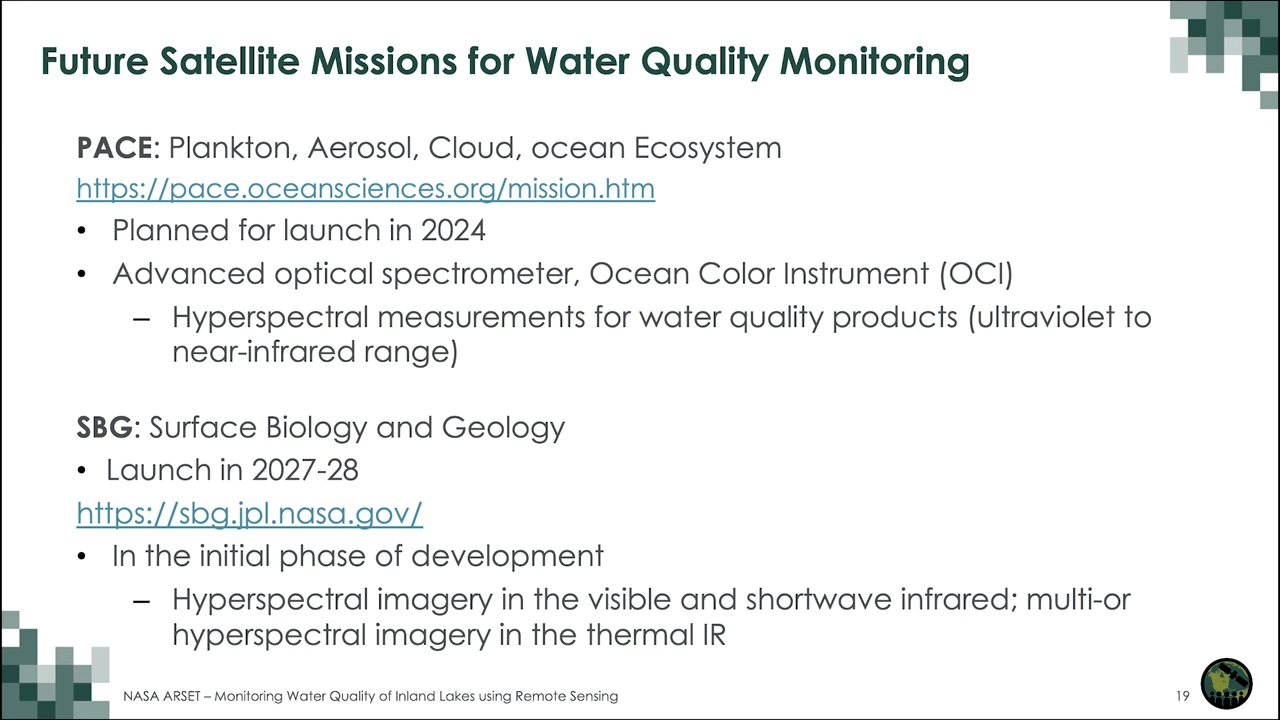 Future Satellite Missions for Water Quality Monitoring
PACE: Plankton, Aerosol, Cloud, ocean Ecosystem
https://pace.oceansciences.org/mission.htm
• Planned for launch in 2024
• Advanced optical spectrometer, Ocean Color Instrument (OCI)
– Hyperspectral measurements for water quality products (ultraviolet to
near-infrared range)
SBG: Surface Biology and Geology
• Launch in 2027-28
https://sbg.jpl.nasa.gov/
• In the initial phase of development
– Hyperspectral imagery in the visible and shortwave infrared; multi-or
hyperspectral imagery in the thermal IR
NASA ARSET – Monitoring Water Quality of Inland Lakes using Remote Sensing
19